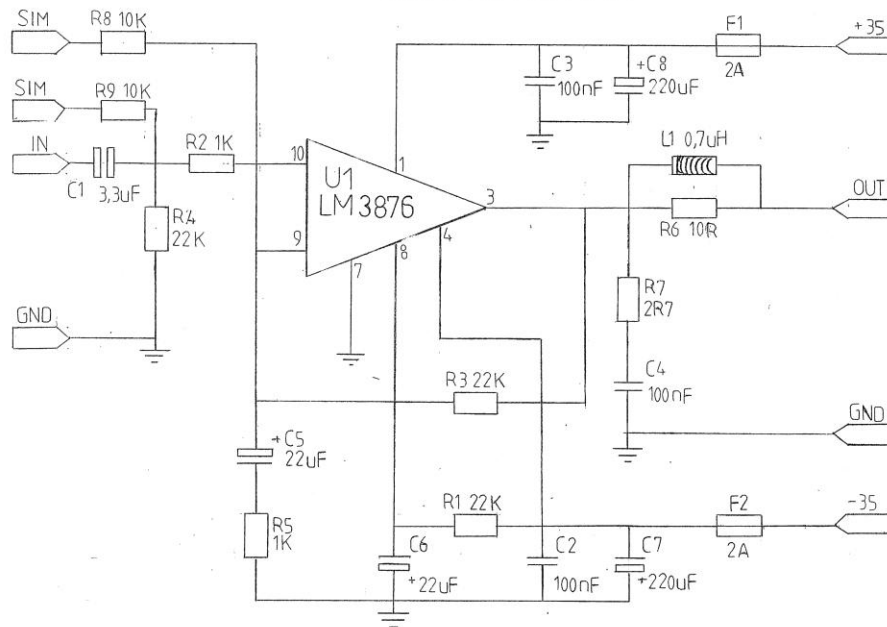 SIM
R8 10K
SIM
R9 10K
IN
C1
3,3uF
R2 1K
R4
22K
GND
10
9
U1
LM 3876
1
3
4
8
7
C3
100nF
+C8
220uF
F1
2A
+35
L1 0,7uH
R6 10R
OUT
R7
2R7
C4
100nF
GND
R3 22K
+C5
22uF
R5
1K
R1 22K
C6
+22uF
C2
100nF
C7
+220uF
F2
2A
-35